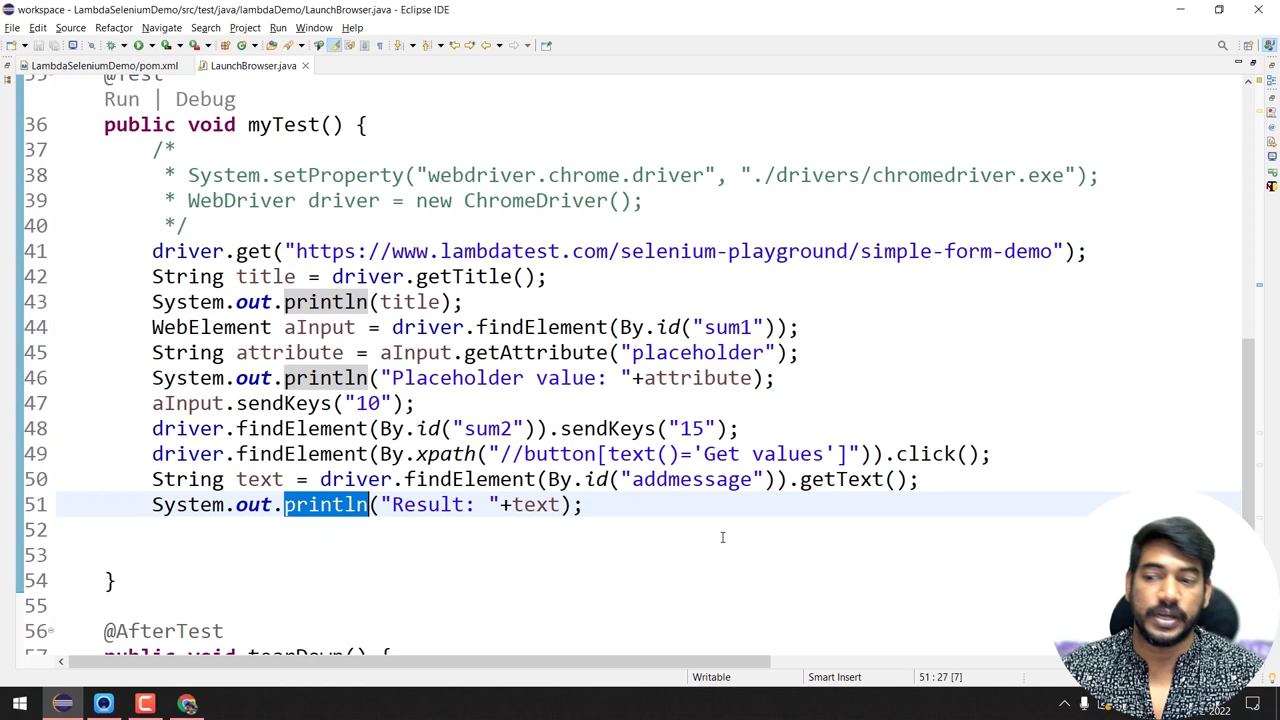 workspace - LambdaSeleniumDemo/src/test/java/lambdaDemo/LaunchBrowser.java - Eclipse IDE
File Edit Source Refactor Navigate Search Project Run Window Help
LambdaSeleniumDemo/pom.xml LaunchBrowser.java
@Test
Run | Debug
36 public void myTest() {
37 /*
38 * System.setProperty("webdriver.chrome.driver", "./drivers/chromedriver.exe");
39 * WebDriver driver = new ChromeDriver();
40 */
41 driver.get("https://www.lambdatest.com/selenium-playground/simple-form-demo");
42 String title = driver.getTitle();
43 System.out.println(title);
44 WebElement aInput = driver.findElement(By.id("sum1"));
45 String attribute = aInput.getAttribute("placeholder");
46 System.out.println("Placeholder value: "+attribute);
47 aInput.sendKeys("10");
48 driver.findElement(By.id("sum2")).sendKeys("15");
49 driver.findElement(By.xpath("//button[text()='Get values']")).click();
50 String text = driver.findElement(By.id("addmessage")).getText();
51 System.out.println("Result: "+text);
52
53
54 }
55
56 @AfterTest
57 public void tearDown() {
Writable Smart Insert 51 : 27 [7]
2022